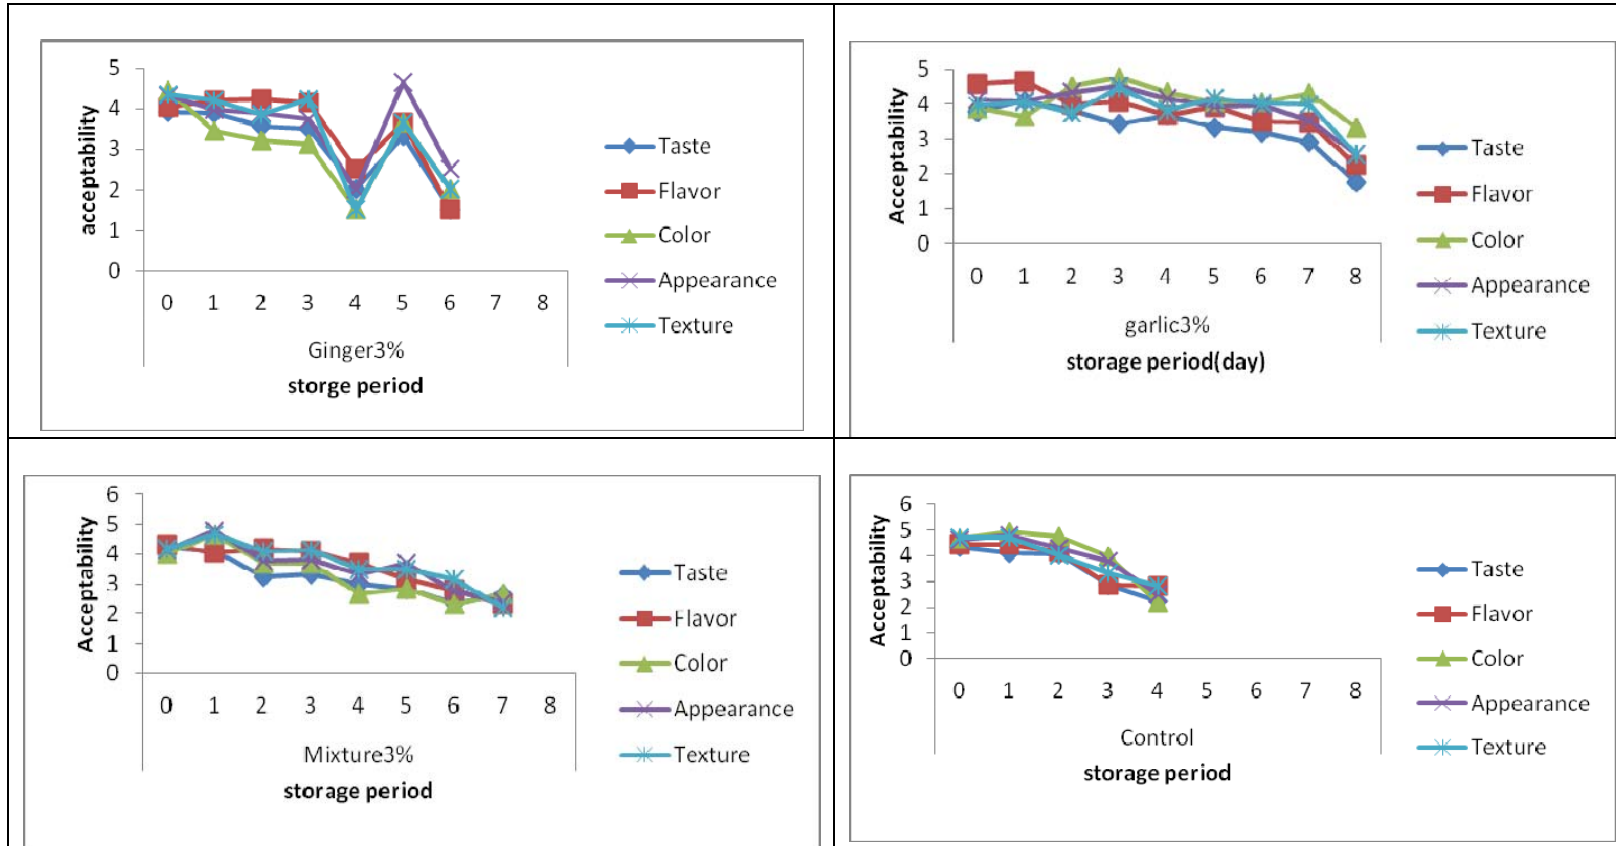 5
4
3
2
1
0
acceptability
0 1 2 3 4 5 6 7 8
Ginger3%
storge period
Taste
Flavor
Color
Appearance
Texture
5
4
3
2
1
0
Acceptability
0 1 2 3 4 5 6 7 8
garlic3%
storage period(day)
Taste
Flavor
Color
Appearance
Texture
6
5
4
3
2
1
0
Acceptability
0 1 2 3 4 5 6 7 8
Mixture3%
storage period
Taste
Flavor
Color
Appearance
Texture
6
5
4
3
2
1
0
Acceptability
0 1 2 3 4 5 6 7 8
Control
storage period
Taste
Flavor
Color
Appearance
Texture